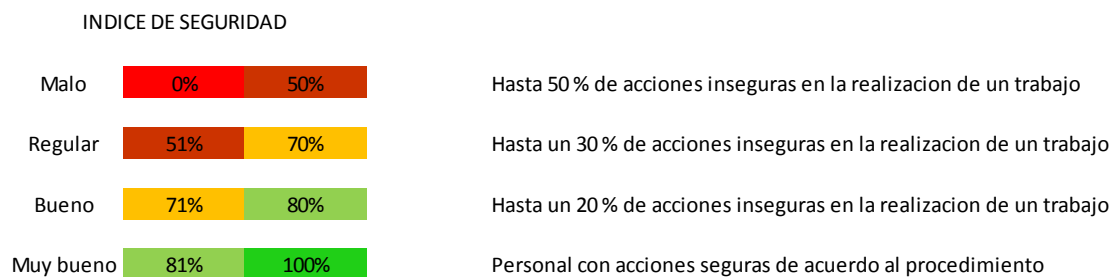 INDICE DE SEGURIDAD
Malo 0% 50% Hasta 50 % de acciones inseguras en la realizacion de un trabajo
Regular 51% 70% Hasta un 30 % de acciones inseguras en la realizacion de un trabajo
Bueno 71% 80% Hasta un 20 % de acciones inseguras en la realizacion de un trabajo
Muy bueno 81% 100% Personal con acciones seguras de acuerdo al procedimiento